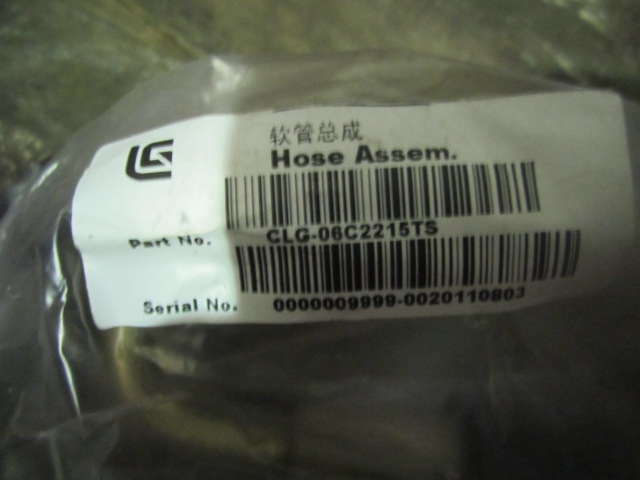 软管总成
Hose Assem.
Part No.
CLG-06C2215TS
Serial No.
0000009999-0020110803